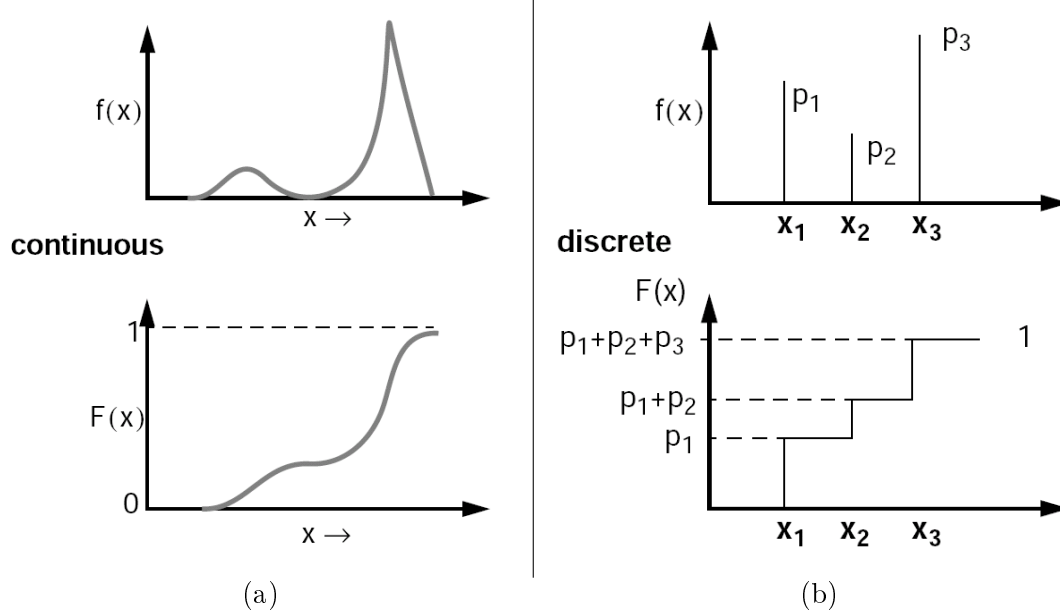 f(x)
x →
continuous
1
F(x)
0
x →
(a)
p₃
p₁
f(x)
p₂
x₁ x₂ x₃
discrete
F(x)
p₁+p₂+p₃ 1
p₁+p₂
p₁
x₁ x₂ x₃
(b)